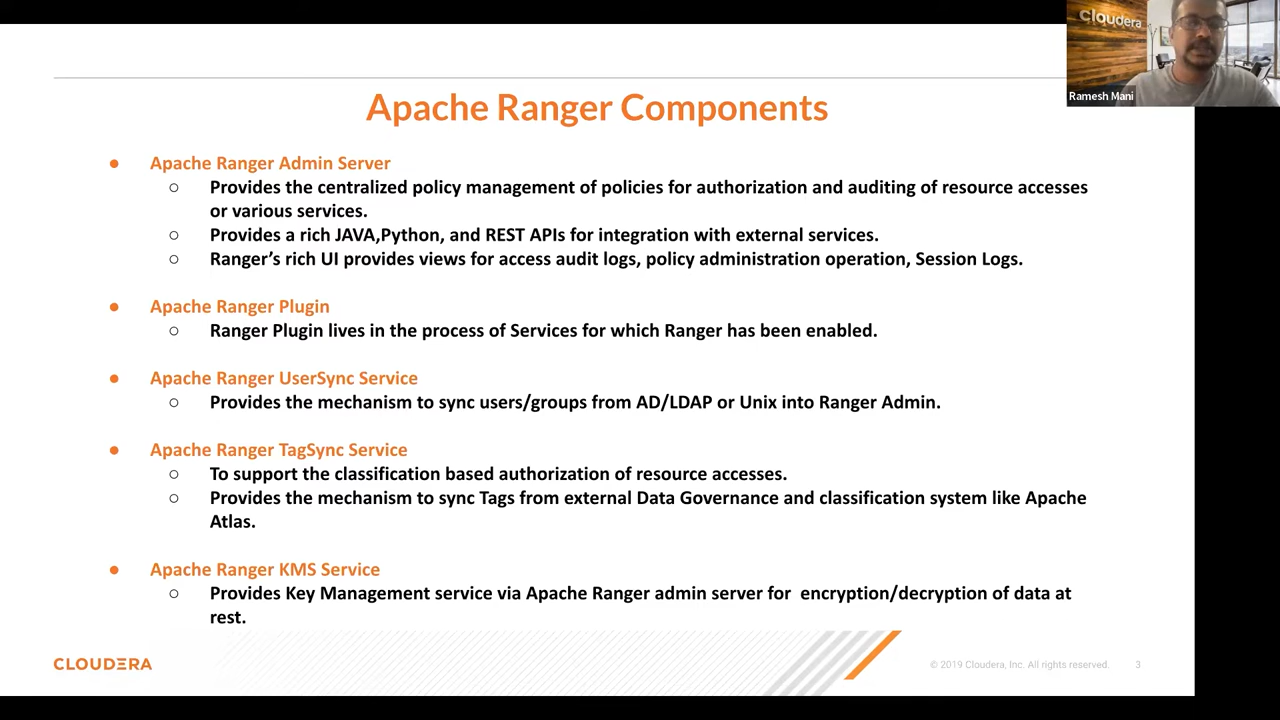 cloudera
Ramesh Mani
Apache Ranger Components
● Apache Ranger Admin Server
○ Provides the centralized policy management of policies for authorization and auditing of resource accesses
or various services.
○ Provides a rich JAVA,Python, and REST APIs for integration with external services.
○ Ranger’s rich UI provides views for access audit logs, policy administration operation, Session Logs.
● Apache Ranger Plugin
○ Ranger Plugin lives in the process of Services for which Ranger has been enabled.
● Apache Ranger UserSync Service
○ Provides the mechanism to sync users/groups from AD/LDAP or Unix into Ranger Admin.
● Apache Ranger TagSync Service
○ To support the classification based authorization of resource accesses.
○ Provides the mechanism to sync Tags from external Data Governance and classification system like Apache
Atlas.
● Apache Ranger KMS Service
○ Provides Key Management service via Apache Ranger admin server for  encryption/decryption of data at
rest.
CLOUDERA
© 2019 Cloudera, Inc. All rights reserved. 3